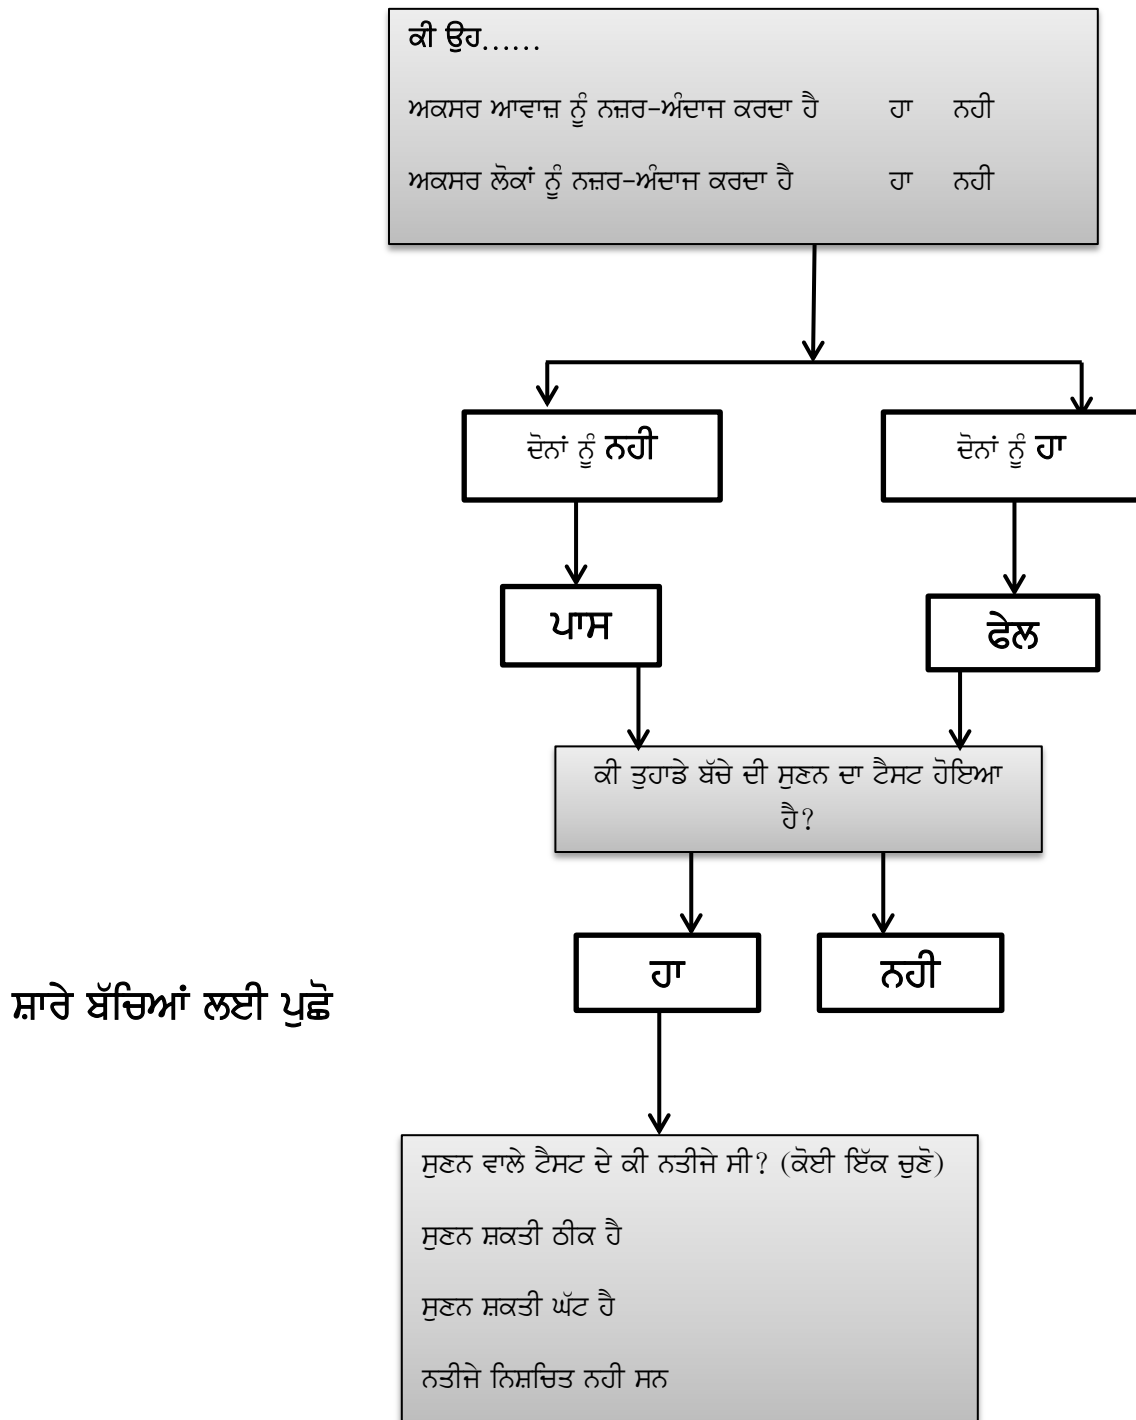 ਕੀ ਉਹ......
ਅਕਸਰ ਆਵਾਜ਼ ਨੂੰ ਨਜ਼ਰ-ਅੰਦਾਜ ਕਰਦਾ ਹੈ ਹਾ ਨਹੀ
ਅਕਸਰ ਲੋਕਾਂ ਨੂੰ ਨਜ਼ਰ-ਅੰਦਾਜ ਕਰਦਾ ਹੈ ਹਾ ਨਹੀ
ਦੋਨਾਂ ਨੂੰ ਨਹੀ
ਦੋਨਾਂ ਨੂੰ ਹਾ
ਪਾਸ
ਫੇਲ
ਕੀ ਤੁਹਾਡੇ ਬੱਚੇ ਦੀ ਸੁਣਨ ਦਾ ਟੈਸਟ ਹੋਇਆ
ਹੈ?
ਹਾ
ਨਹੀ
ਸ਼ਾਰੇ ਬੱਚਿਆਂ ਲਈ ਪੁਛੋ
ਸੁਣਨ ਵਾਲੇ ਟੈਸਟ ਦੇ ਕੀ ਨਤੀਜੇ ਸੀ? (ਕੋਈ ਇੱਕ ਚੁਣੋ)
ਸੁਣਨ ਸ਼ਕਤੀ ਠੀਕ ਹੈ
ਸੁਣਨ ਸ਼ਕਤੀ ਘੱਟ ਹੈ
ਨਤੀਜੇ ਨਿਸ਼ਚਿਤ ਨਹੀ ਸਨ